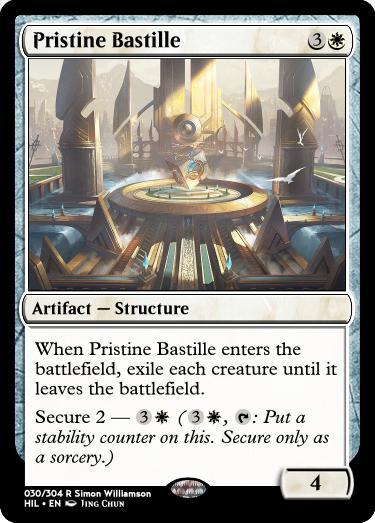 Pristine Bastille 3
Artifact — Structure
When Pristine Bastille enters the
battlefield, exile each creature until it
leaves the battlefield.
Secure 2 — 3 ( 3 , : Put a
stability counter on this. Secure only as
a sorcery.)
4
030/304 R Simon Williamson
HIL • EN Jing Chun